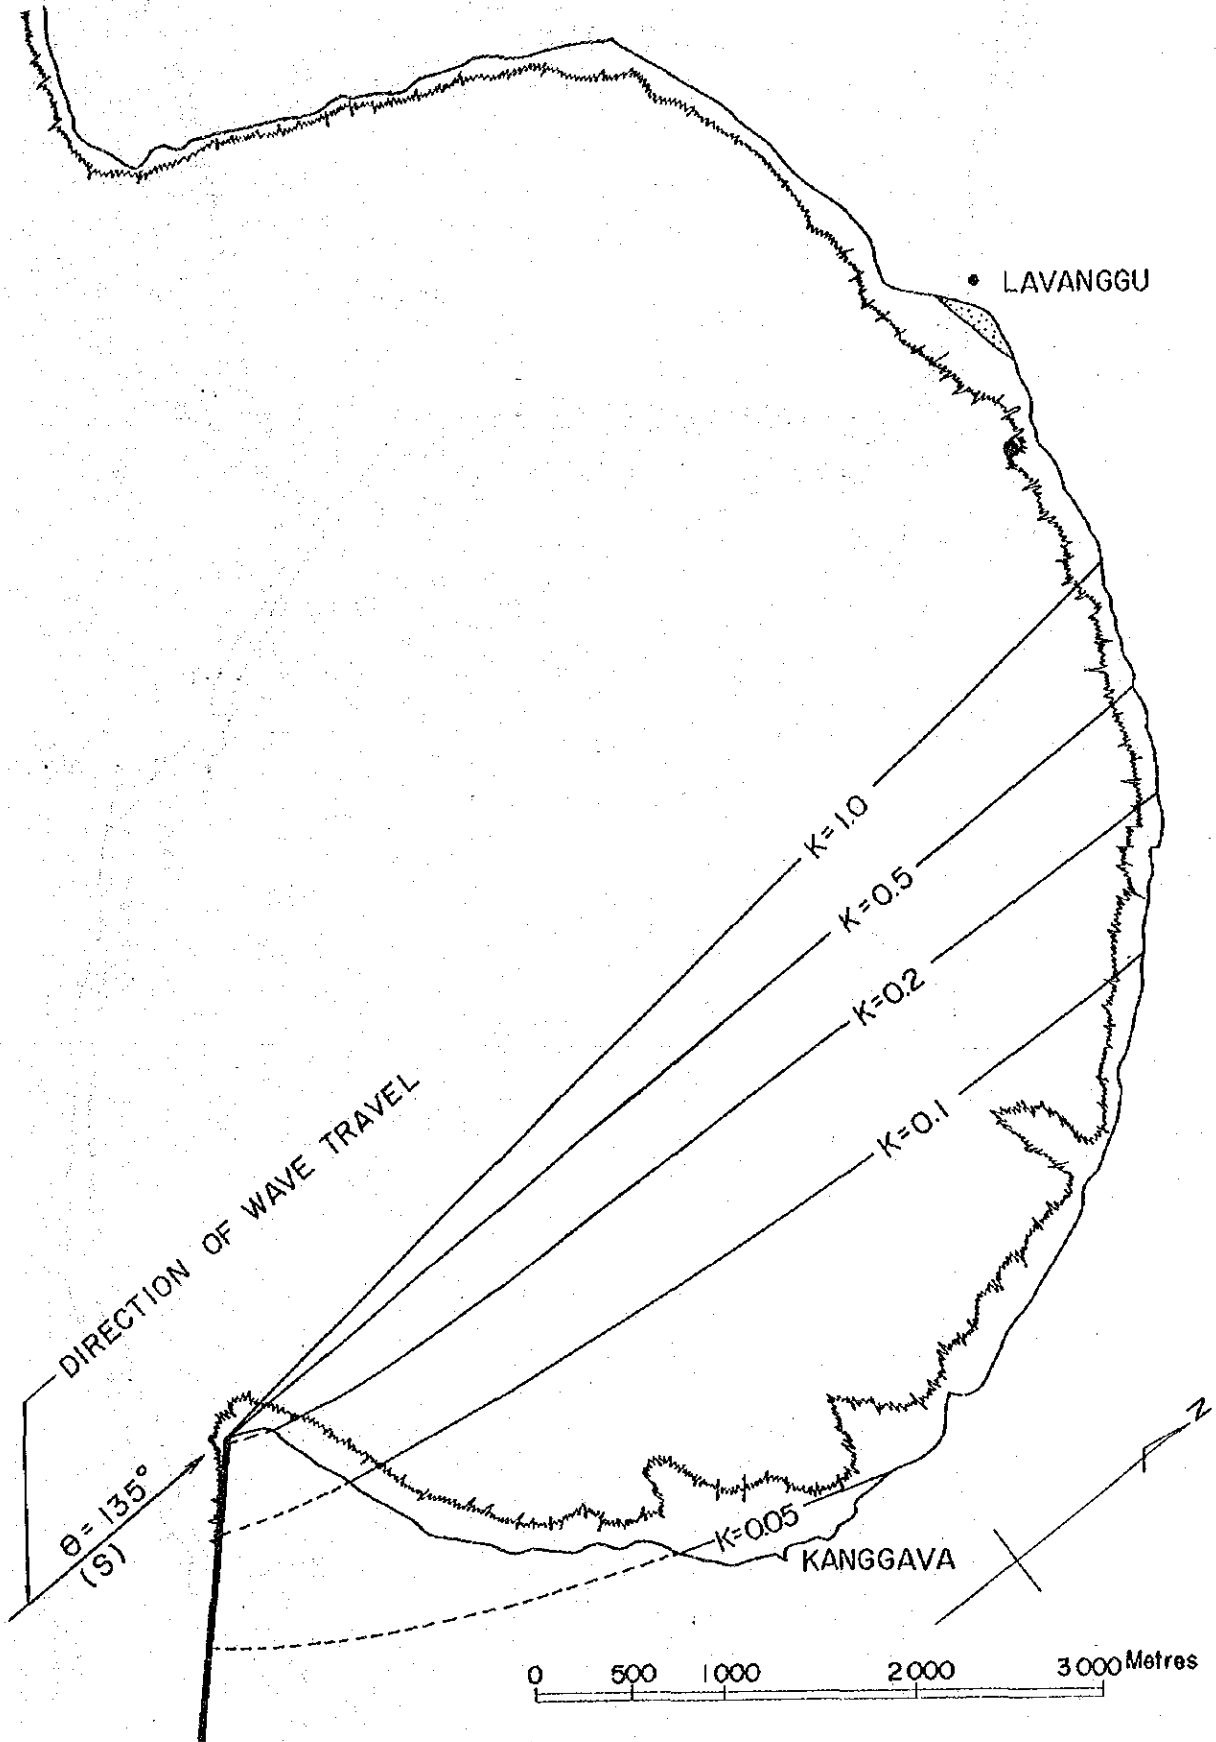 LAVANGGU
K=1.0
K=0.5
K=0.2
K=0.1
DIRECTION OF WAVE TRAVEL
θ=135°
(S)
N
K=0.05
KANGGAVA
0 500 1000 2000 3000 Metres